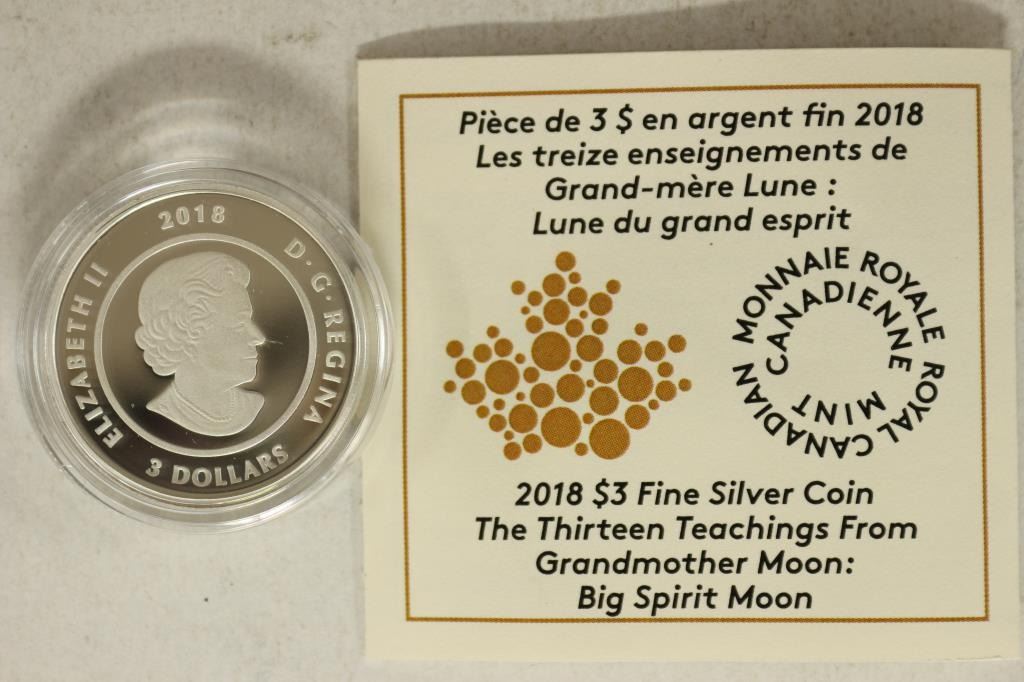 2018
ELIZABETH II
D·G·REGINA
3 DOLLARS
Pièce de 3 $ en argent fin 2018
Les treize enseignements de
Grand-mère Lune :
Lune du grand esprit
MONNAIE ROYALE
CANADIENNE
ROYAL CANADIAN
MINT
2018 $3 Fine Silver Coin
The Thirteen Teachings From
Grandmother Moon:
Big Spirit Moon